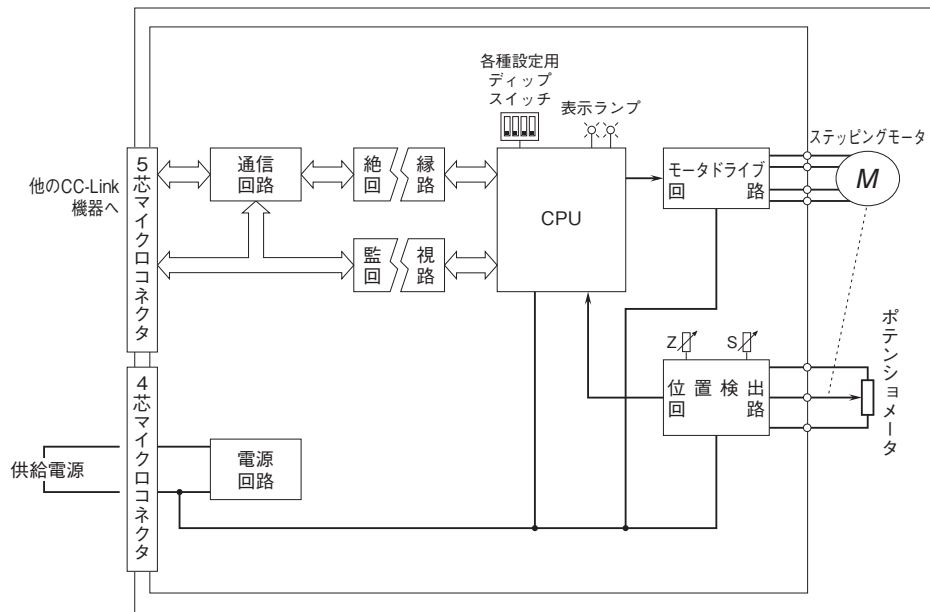 各種設定用
ディップ
スイッチ
表示ランプ
ステッピングモータ
他のCC-Link
機器へ
5芯マイクロコネクタ
通信
回路
絶縁
回路
CPU
モータドライブ
回路
M
監視
回路
Z
S
ポテンショメータ
位置検出
回路
4芯マイクロコネクタ
供給電源
電源
回路